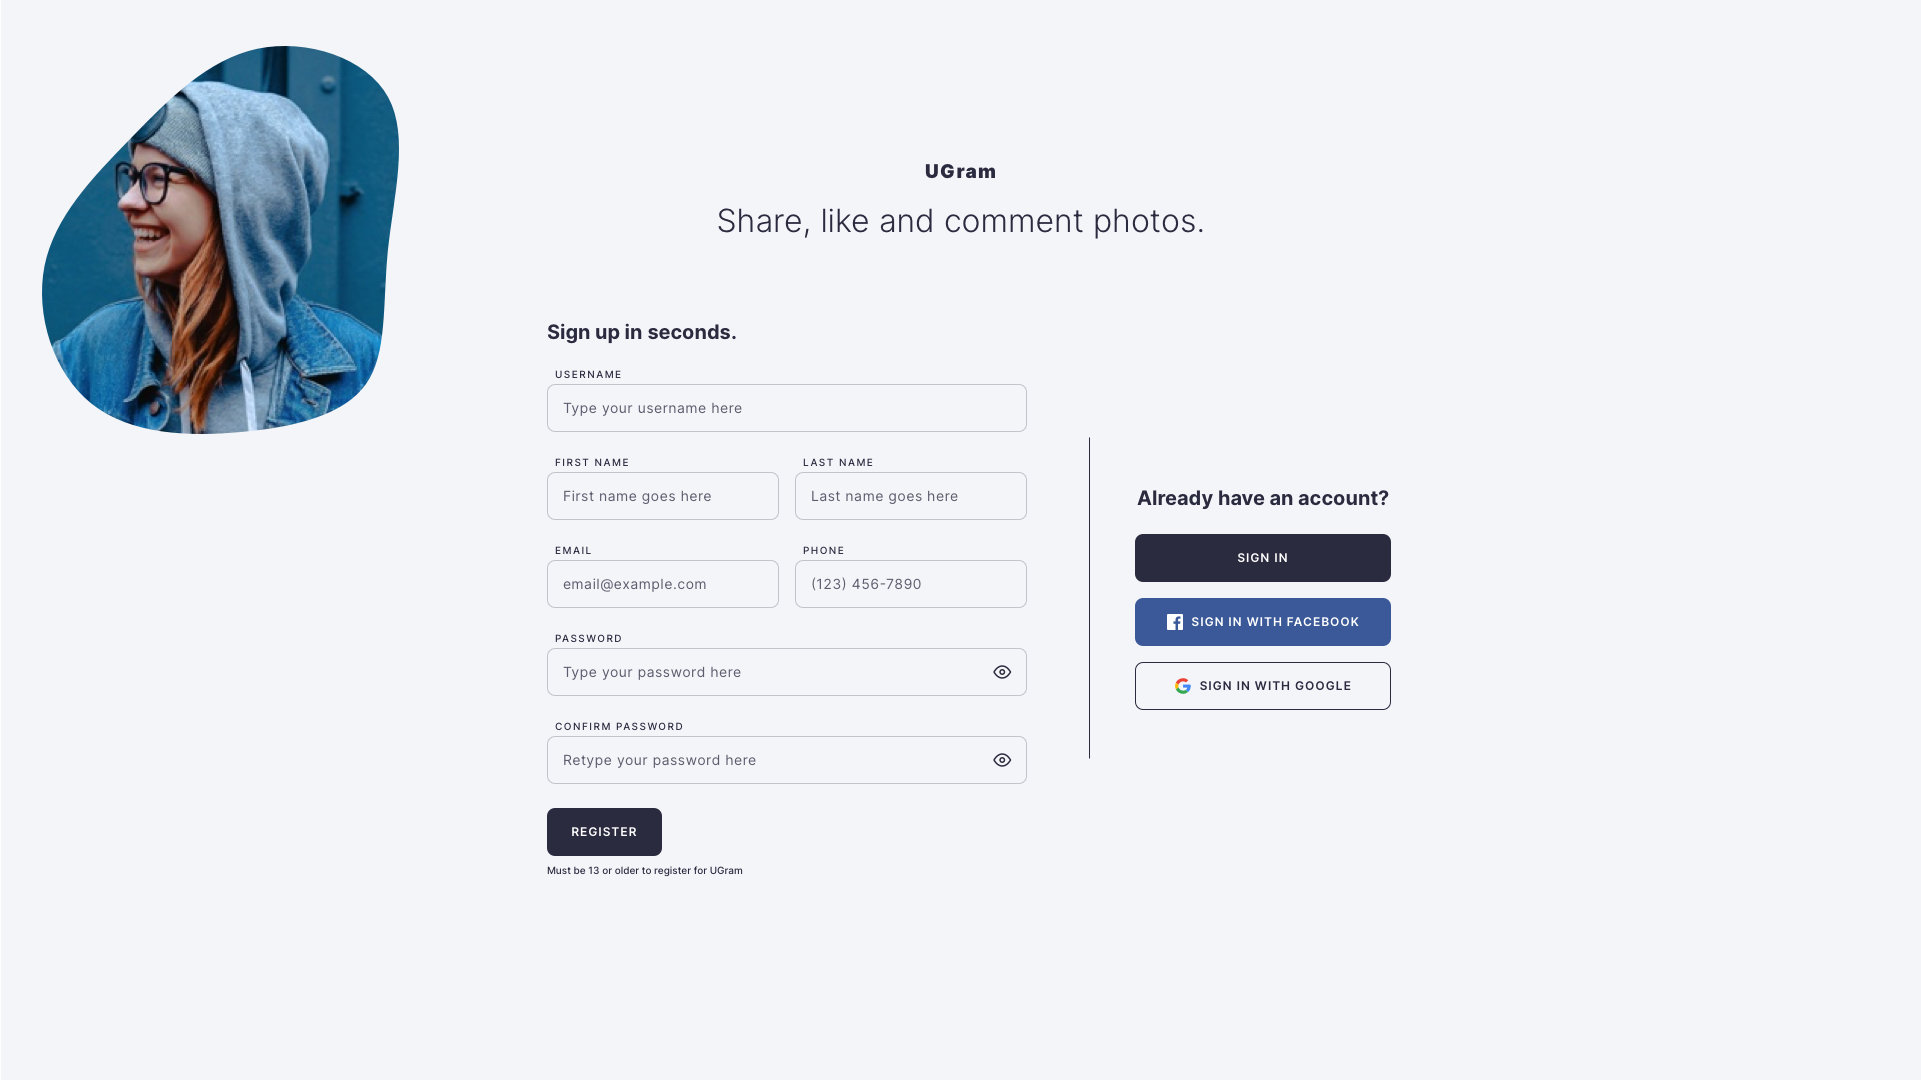 UGram
Share, like and comment photos.
Sign up in seconds.
USERNAME
Type your username here
FIRST NAME
First name goes here
LAST NAME
Last name goes here
EMAIL
email@example.com
PHONE
(123) 456-7890
PASSWORD
Type your password here
CONFIRM PASSWORD
Retype your password here
REGISTER
Must be 13 or older to register for UGram
Already have an account?
SIGN IN
SIGN IN WITH FACEBOOK
SIGN IN WITH GOOGLE